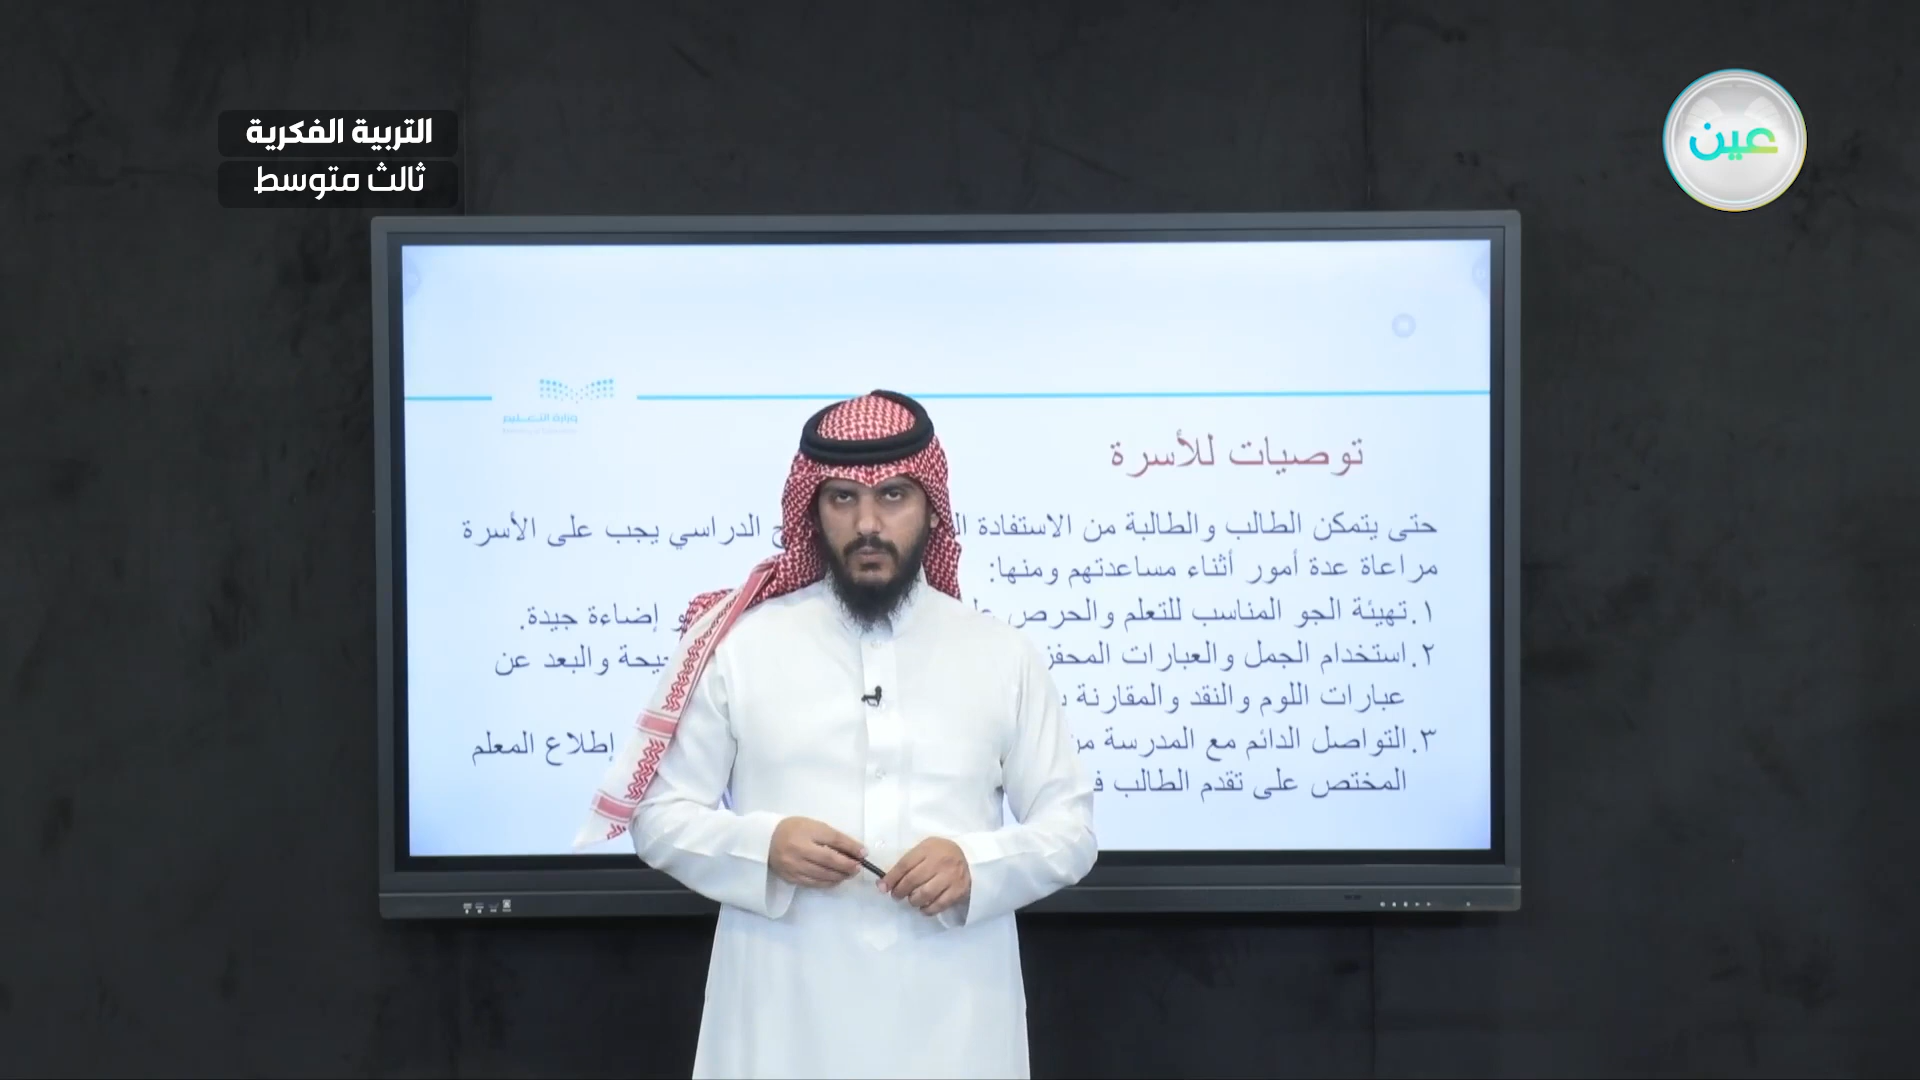 التربية الفكرية
ثالث متوسط
عين
وزارة التعليم
توصيات للأسرة
حتى يتمكن الطالب والطالبة من الاستفادة الدراسي يجب على الأسرة
مراعاة عدة أمور أثناء مساعدتهم ومنها:
١. تهيئة الجو المناسب للتعلم والحرص إضاءة جيدة.
٢. استخدام الجمل والعبارات والبعد عن
عبارات اللوم والنقد والمقارنة
٣. التواصل الدائم مع المدرسة إطلاع المعلم
المختص على تقدم الطالب